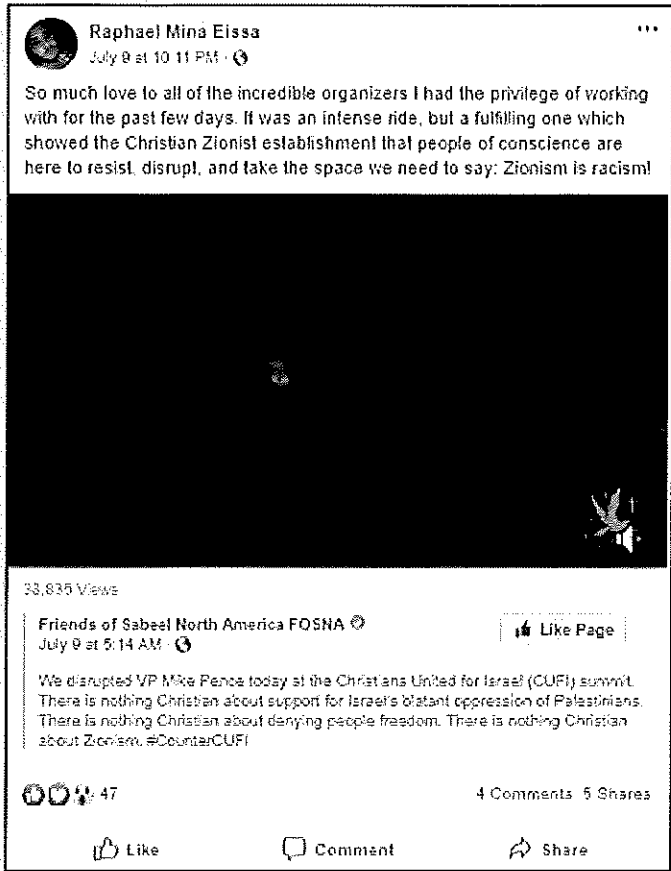 Raphael Mina Eissa
July 9 at 10:11 PM ·
So much love to all of the incredible organizers I had the privilege of working
with for the past few days. It was an intense ride, but a fulfilling one which
showed the Christian Zionist establishment that people of conscience are
here to resist, disrupt, and take the space we need to say: Zionism is racism!
33,835 Views
Friends of Sabeel North America FOSNA
Like Page
July 9 at 5:14 AM ·
We disrupted VP Mike Pence today at the Christians United for Israel (CUFI) summit.
There is nothing Christian about support for Israel's blatant oppression of Palestinians.
There is nothing Christian about denying people freedom. There is nothing Christian
about Zionism. #CounterCUFI
47
4 Comments 5 Shares
Like
Comment
Share